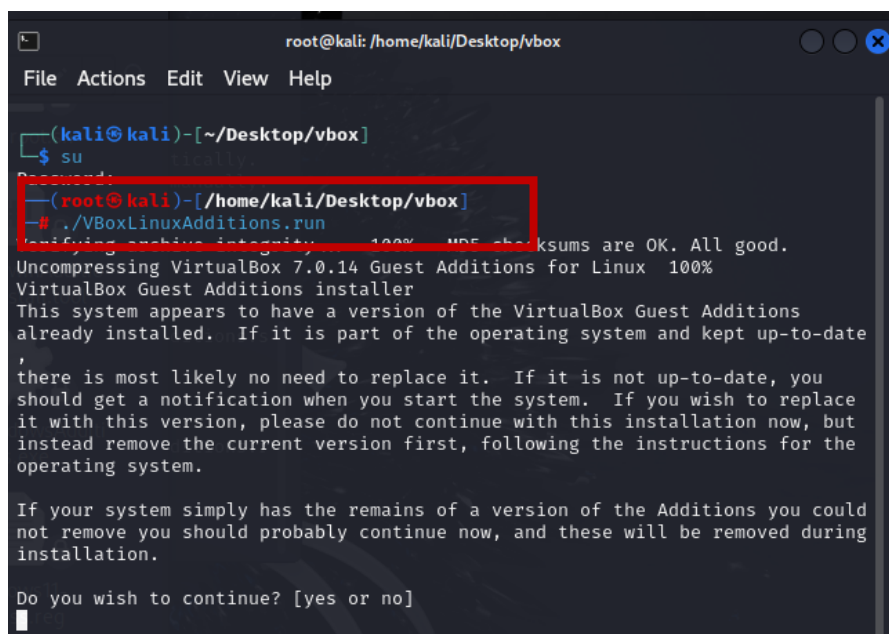 root@kali: /home/kali/Desktop/vbox
File Actions Edit View Help
(kali㉿kali)-[~/Desktop/vbox]
$ su
Password:
(root㉿kali)-[/home/kali/Desktop/vbox]
# ./VBoxLinuxAdditions.run
Verifying archive integrity... 100% MD5 checksums are OK. All good.
Uncompressing VirtualBox 7.0.14 Guest Additions for Linux 100%
VirtualBox Guest Additions installer
This system appears to have a version of the VirtualBox Guest Additions
already installed. If it is part of the operating system and kept up-to-date
,
there is most likely no need to replace it. If it is not up-to-date, you
should get a notification when you start the system. If you wish to replace
it with this version, please do not continue with this installation now, but
instead remove the current version first, following the instructions for the
operating system.
If your system simply has the remains of a version of the Additions you could
not remove you should probably continue now, and these will be removed during
installation.
Do you wish to continue? [yes or no]